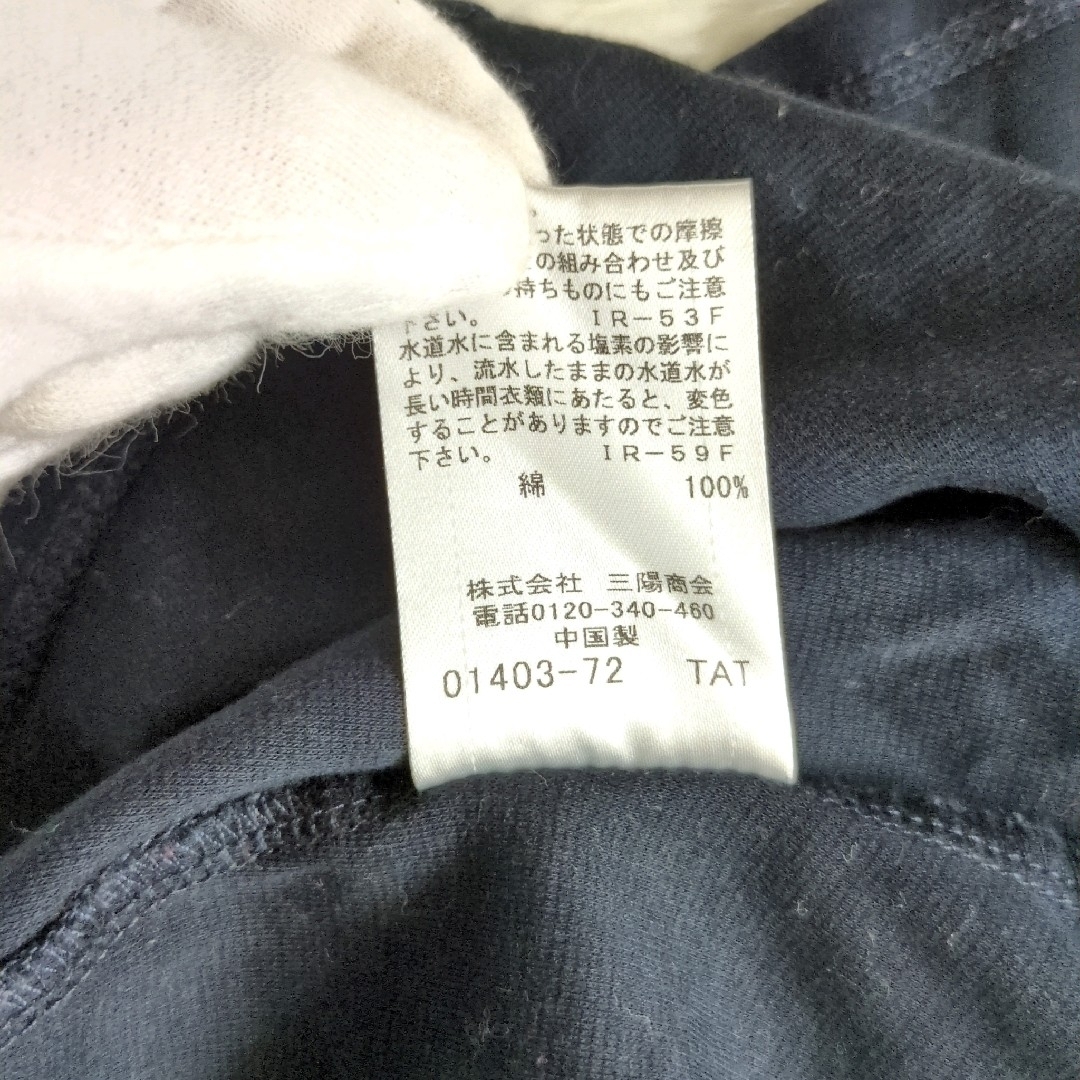 った状態での摩擦
の組み合わせ及び
持ちものにもご注意
下さい。 IR-53F
水道水に含まれる塩素の影響に
より、流水したままの水道水が
長い時間衣類にあたると、変色
することがありますのでご注意
下さい。 IR-59F
綿 100%
株式会社 三陽商会
電話0120-340-460
中国製
01403-72 TAT